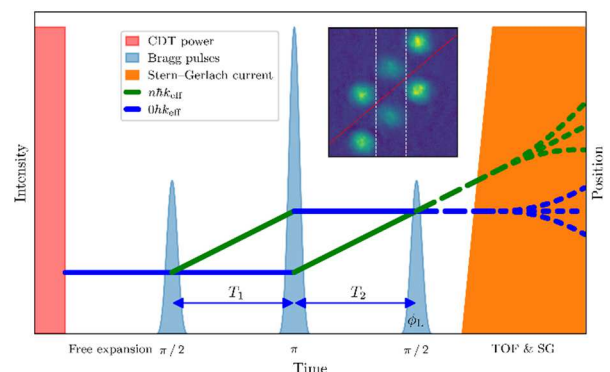 CDT power
Bragg pulses
Stern–Gerlach current
nℏk_eff
0ℏk_eff
Intensity
Position
T₁
T₂
ϕ_L
Free expansion
π / 2
π
π / 2
TOF & SG
Time